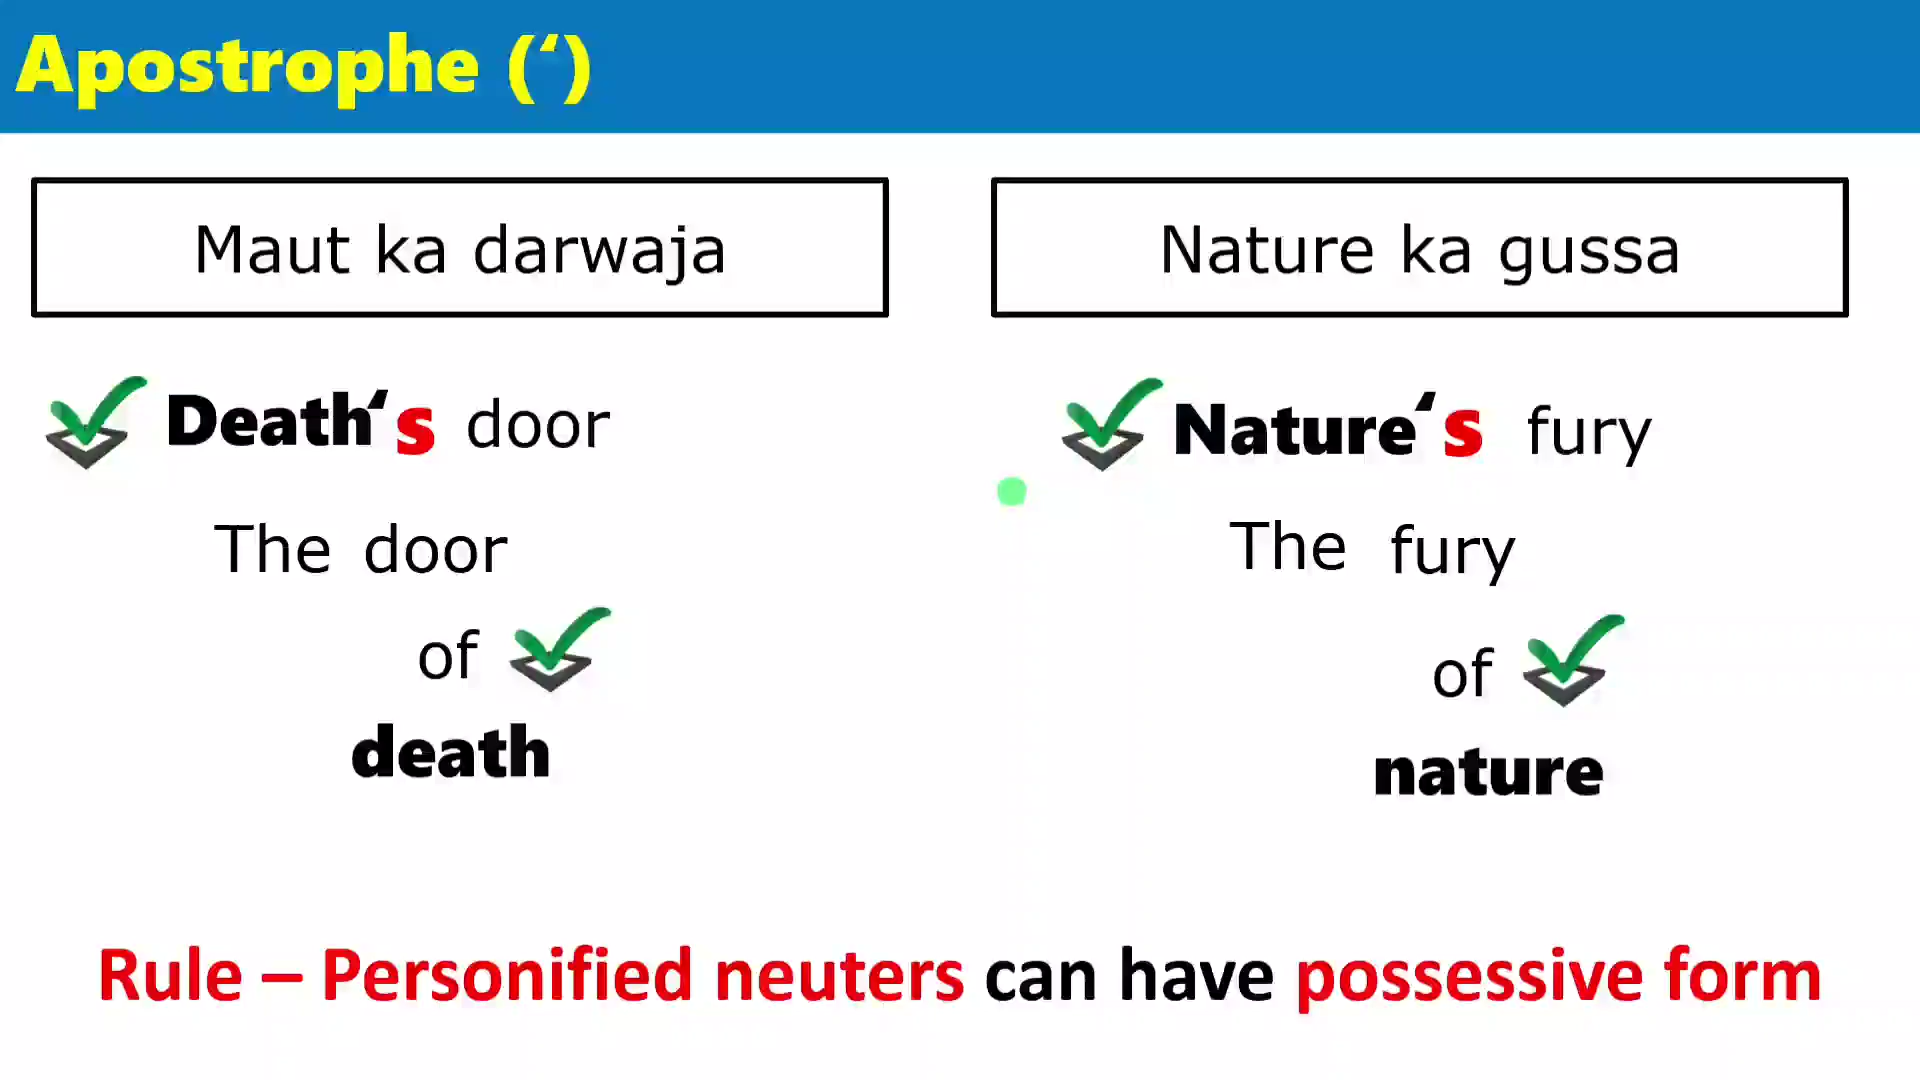 Apostrophe (‘)
Maut ka darwaja
Death‘s door
The door
of
death
Nature ka gussa
Nature‘s fury
The fury
of
nature
Rule – Personified neuters can have possessive form